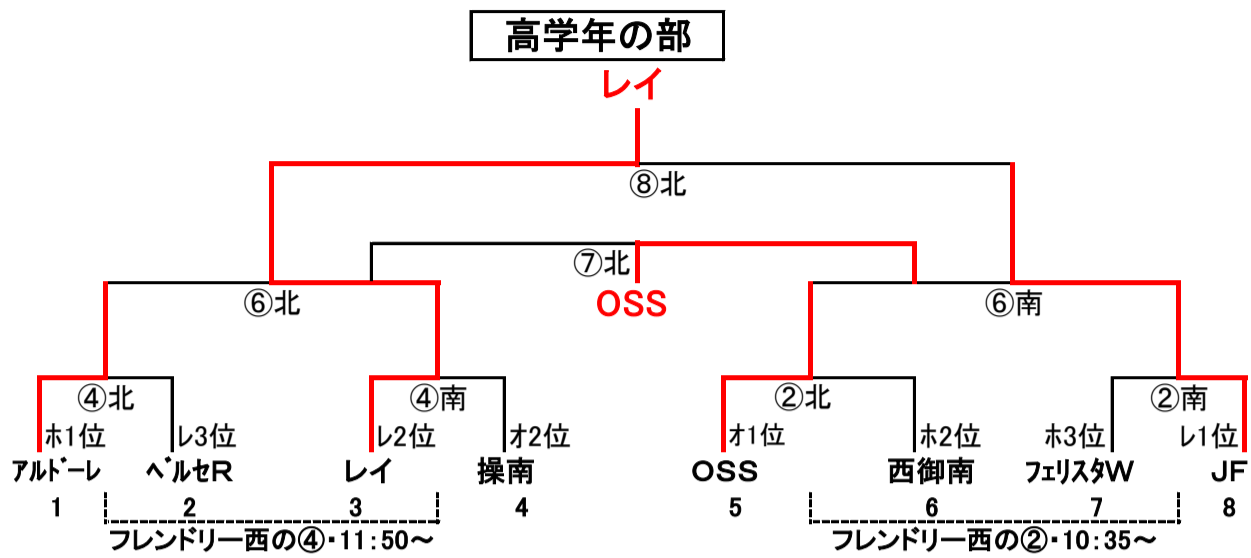 高学年の部
レイ
⑧北
⑦北
OSS
⑥北
⑥南
④北
④南
②北
②南
ホ1位
レ3位
レ2位
オ2位
オ1位
ホ2位
ホ3位
レ1位
アルドーレ
ベルセR
レイ
操南
OSS
西御南
フェリスタW
JF
1
2
3
4
5
6
7
8
フレンドリー西の④・11:50～
フレンドリー西の②・10:35～